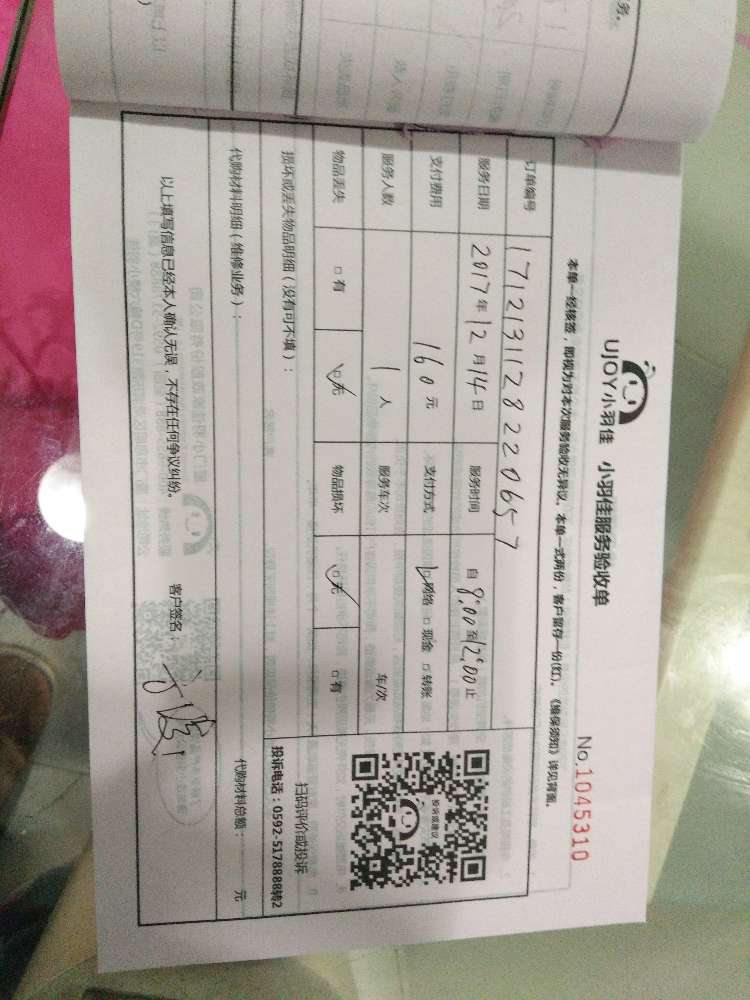 UJOY小羽佳 小羽佳服务验收单
No.1045310
本单一经核签，即视为对本次服务验收无异议。本单一式两份，客户留存一份(红)。《维保须知》详见背面。
订单编号 1712131128220657
服务日期 2017年12月14日 服务时间 自8:00至12:00止
支付费用 160元 支付方式 网络 □现金 □转账
服务人数 1人 服务车次 车/次
物品丢失 □有 □无 物品损坏 □无 □有
投诉或建议
扫码评价或投诉
投诉电话：0592-5178888转2
损坏或丢失物品明细（没有可不填）：
代购材料明细（维修业务）： 代购材料总额： 元
以上填写信息已经本人确认无误，不存在任何争议纠纷。 客户签名：